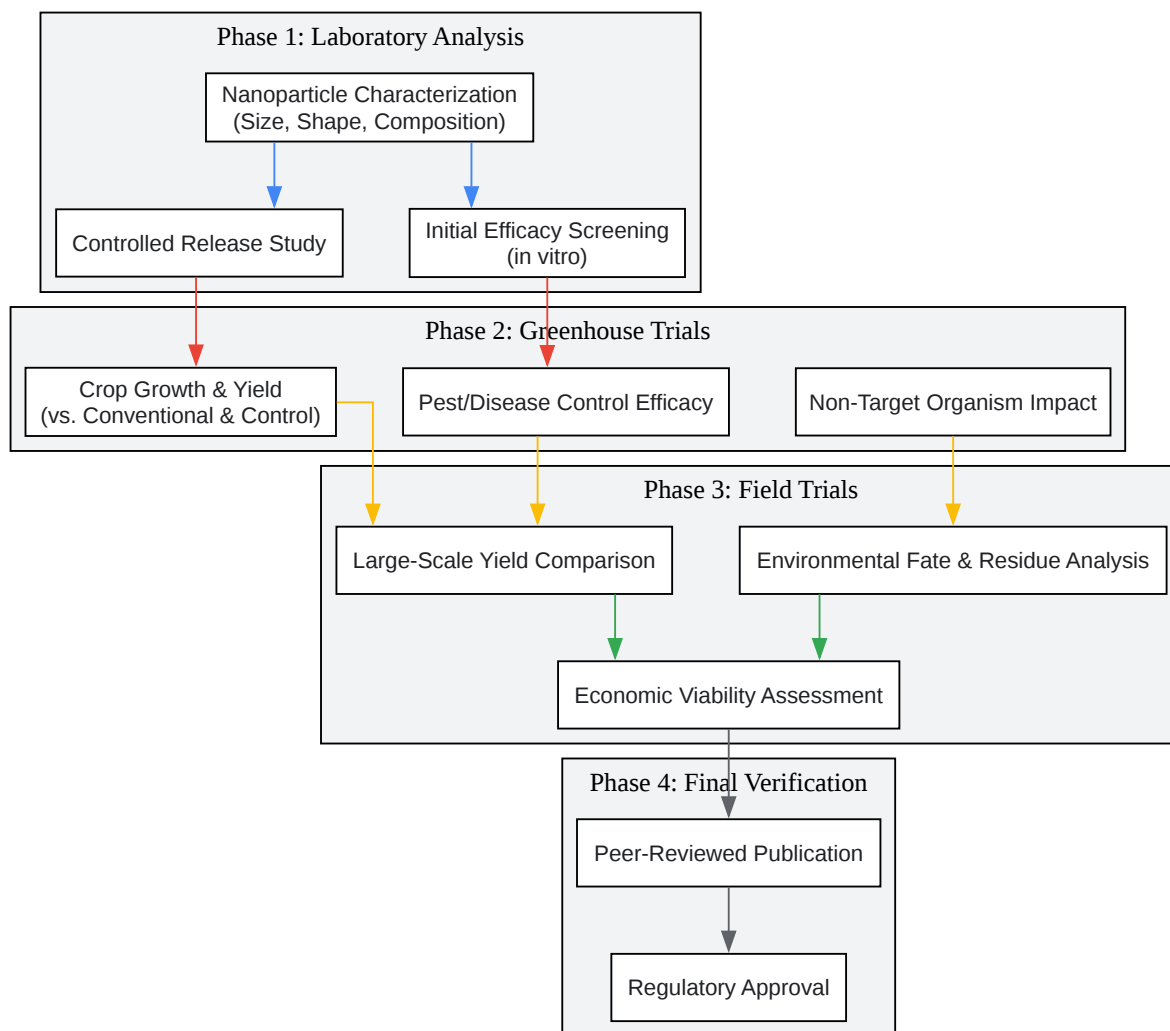 Phase 1: Laboratory Analysis
Nanoparticle Characterization
(Size, Shape, Composition)
Controlled Release Study
Initial Efficacy Screening
(in vitro)
Phase 2: Greenhouse Trials
Crop Growth & Yield
(vs. Conventional & Control)
Pest/Disease Control Efficacy
Non-Target Organism Impact
Phase 3: Field Trials
Large-Scale Yield Comparison
Environmental Fate & Residue Analysis
Economic Viability Assessment
Phase 4: Final Verification
Peer-Reviewed Publication
Regulatory Approval